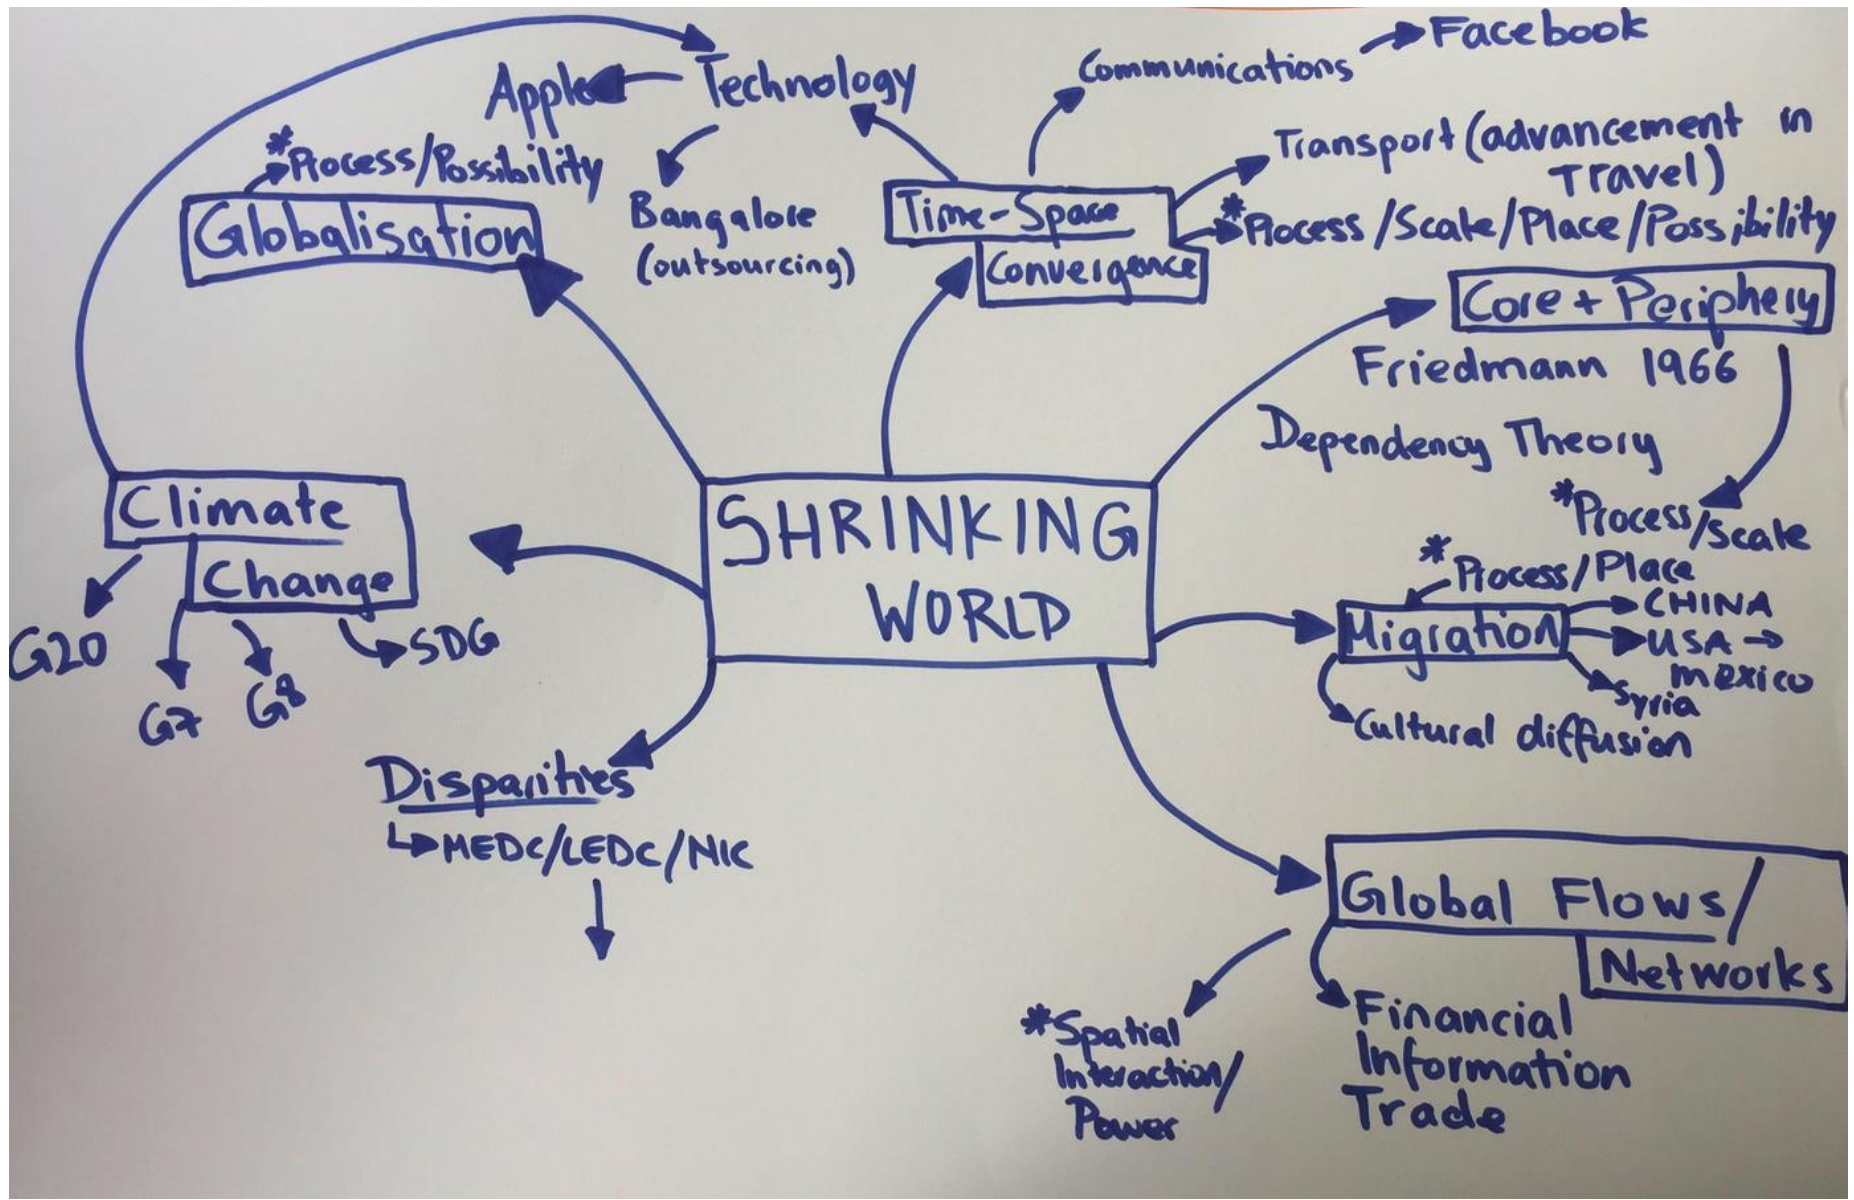 Facebook
Communications
Apple
Technology
Transport (advancement in
Travel)
*Process/Possibility
Globalisation
Bangalore
(outsourcing)
Time-Space
Convergence
*Process/Scale/Place/Possibility
Core + Periphery
Friedmann 1966
Dependency Theory
*Process/Scale
Climate
Change
G20
G7
G8
SDG
SHRINKING
WORLD
*Process/Place
Migration
CHINA
USA →
mexico
Syria
Cultural diffusion
Disparities
↳MEDC/LEDC/NIC
Global Flows/
Networks
*Spatial
Interaction/
Power
Financial
Information
Trade